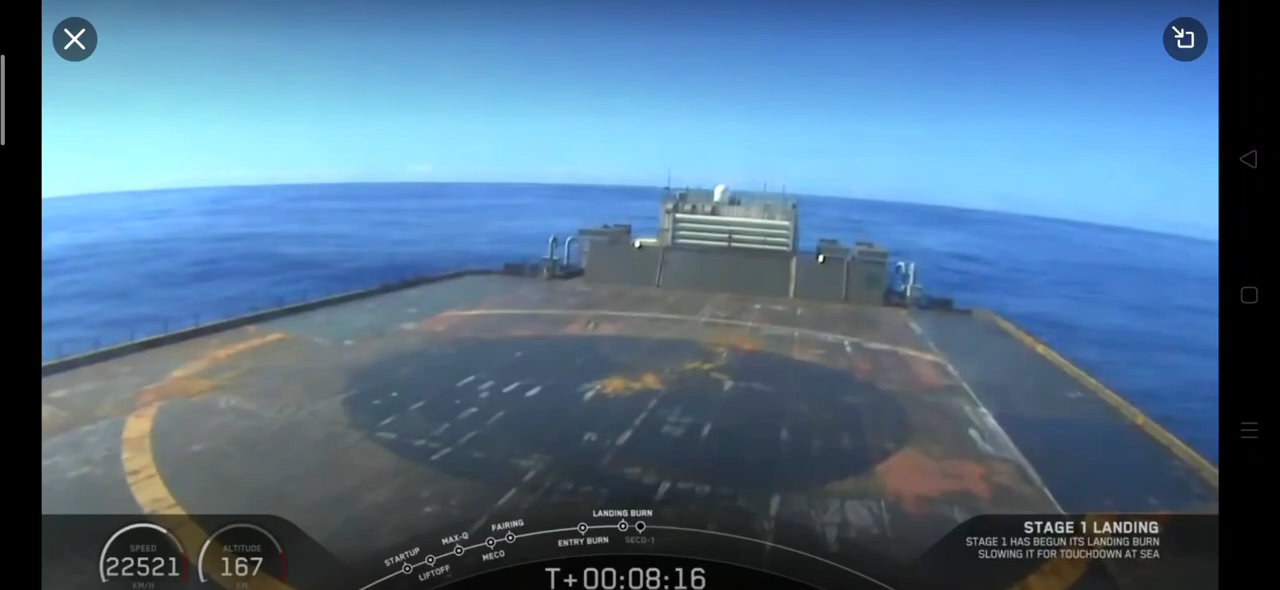 SPEED
22521
KM/H
ALTITUDE
167
KM
STARTUP
LIFTOFF
MAX-Q
MECO
FAIRING
ENTRY BURN
LANDING BURN
SECO-1
T+00:08:16
STAGE 1 LANDING
STAGE 1 HAS BEGUN ITS LANDING BURN
SLOWING IT FOR TOUCHDOWN AT SEA